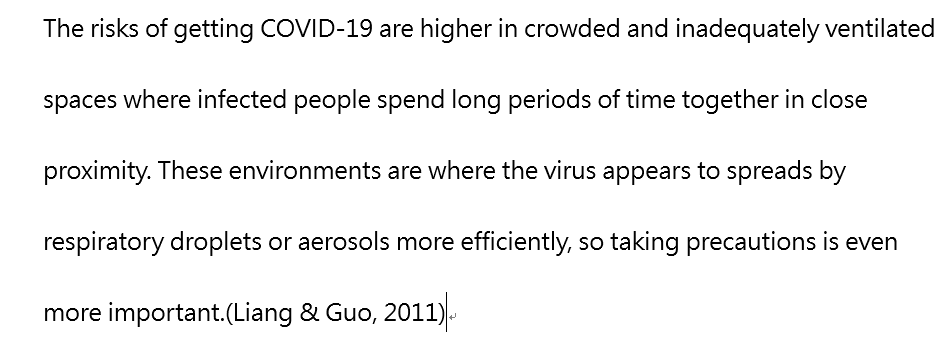 The risks of getting COVID-19 are higher in crowded and inadequately ventilated
spaces where infected people spend long periods of time together in close
proximity. These environments are where the virus appears to spreads by
respiratory droplets or aerosols more efficiently, so taking precautions is even
more important.(Liang & Guo, 2011)